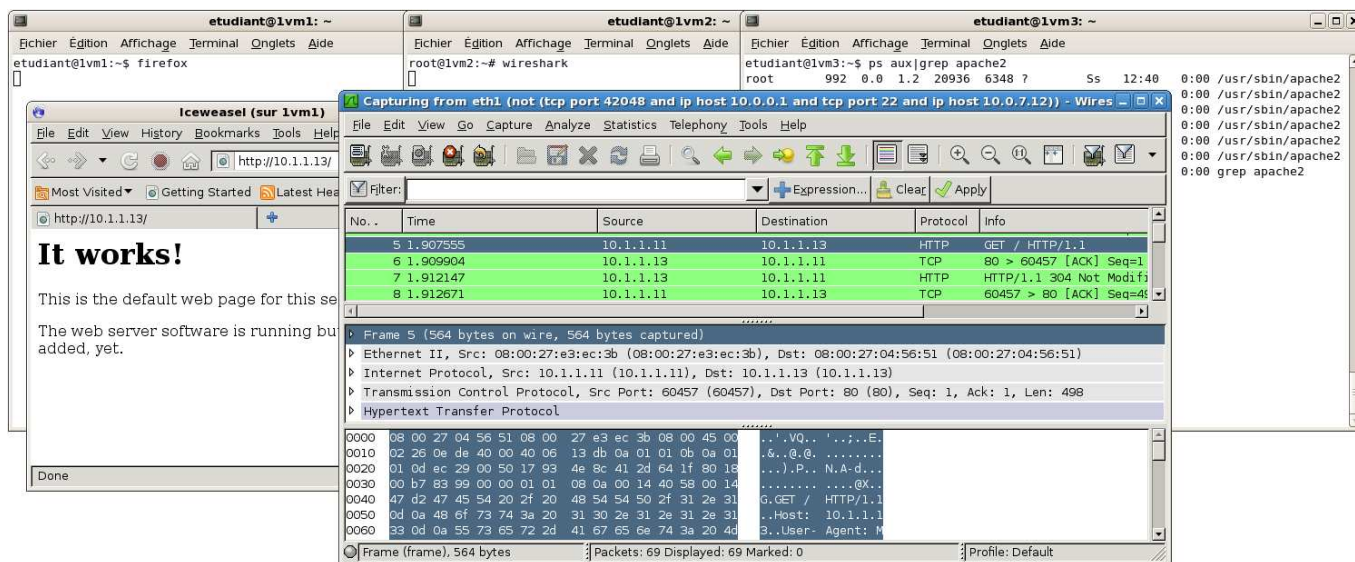 etudiant@1vm1: ~
Fichier Édition Affichage Terminal Onglets Aide
etudiant@1vm1:~$ firefox
etudiant@1vm2: ~
Fichier Édition Affichage Terminal Onglets Aide
root@1vm2:~# wireshark
etudiant@1vm3: ~
Fichier Édition Affichage Terminal Onglets Aide
etudiant@1vm3:~$ ps aux|grep apache2
root 992 0.0 1.2 20936 6348 ? Ss 12:40 0:00 /usr/sbin/apache2
0:00 /usr/sbin/apache2
0:00 /usr/sbin/apache2
0:00 /usr/sbin/apache2
0:00 /usr/sbin/apache2
0:00 /usr/sbin/apache2
0:00 grep apache2
Iceweasel (sur 1vm1)
File Edit View History Bookmarks Tools Help
http://10.1.1.13/
Most Visited Getting Started Latest Hea
http://10.1.1.13/
It works!
This is the default web page for this se
The web server software is running but
added, yet.
Done
Capturing from eth1 (not (tcp port 42048 and ip host 10.0.0.1 and tcp port 22 and ip host 10.0.7.12)) - Wires
File Edit View Go Capture Analyze Statistics Telephony Tools Help
Filter: Expression... Clear Apply
No. . Time Source Destination Protocol Info
5 1.907555 10.1.1.11 10.1.1.13 HTTP GET / HTTP/1.1
6 1.909904 10.1.1.13 10.1.1.11 TCP 80 > 60457 [ACK] Seq=1
7 1.912147 10.1.1.13 10.1.1.11 HTTP HTTP/1.1 304 Not Modifi
8 1.912671 10.1.1.11 10.1.1.13 TCP 60457 > 80 [ACK] Seq=49
Frame 5 (564 bytes on wire, 564 bytes captured)
Ethernet II, Src: 08:00:27:e3:ec:3b (08:00:27:e3:ec:3b), Dst: 08:00:27:04:56:51 (08:00:27:04:56:51)
Internet Protocol, Src: 10.1.1.11 (10.1.1.11), Dst: 10.1.1.13 (10.1.1.13)
Transmission Control Protocol, Src Port: 60457 (60457), Dst Port: 80 (80), Seq: 1, Ack: 1, Len: 498
Hypertext Transfer Protocol
0000 08 00 27 04 56 51 08 00 27 e3 ec 3b 08 00 45 00 ..'.VQ.. '..;..E.
0010 02 26 0e de 40 00 40 06 13 db 0a 01 01 0b 0a 01 .&..@.@. ........
0020 01 0d ec 29 00 50 17 93 4e 8c 41 2d 64 1f 80 18 ...).P.. N.A-d...
0030 00 b7 83 99 00 00 01 01 08 0a 00 14 40 58 00 14 ........ ....@X..
0040 47 d2 47 45 54 20 2f 20 48 54 54 50 2f 31 2e 31 G.GET / HTTP/1.1
0050 0d 0a 48 6f 73 74 3a 20 31 30 2e 31 2e 31 2e 31 ..Host: 10.1.1.1
0060 33 0d 0a 55 73 65 72 2d 41 67 65 6e 74 3a 20 4d 3..User- Agent: M
Frame (frame), 564 bytes Packets: 69 Displayed: 69 Marked: 0 Profile: Default